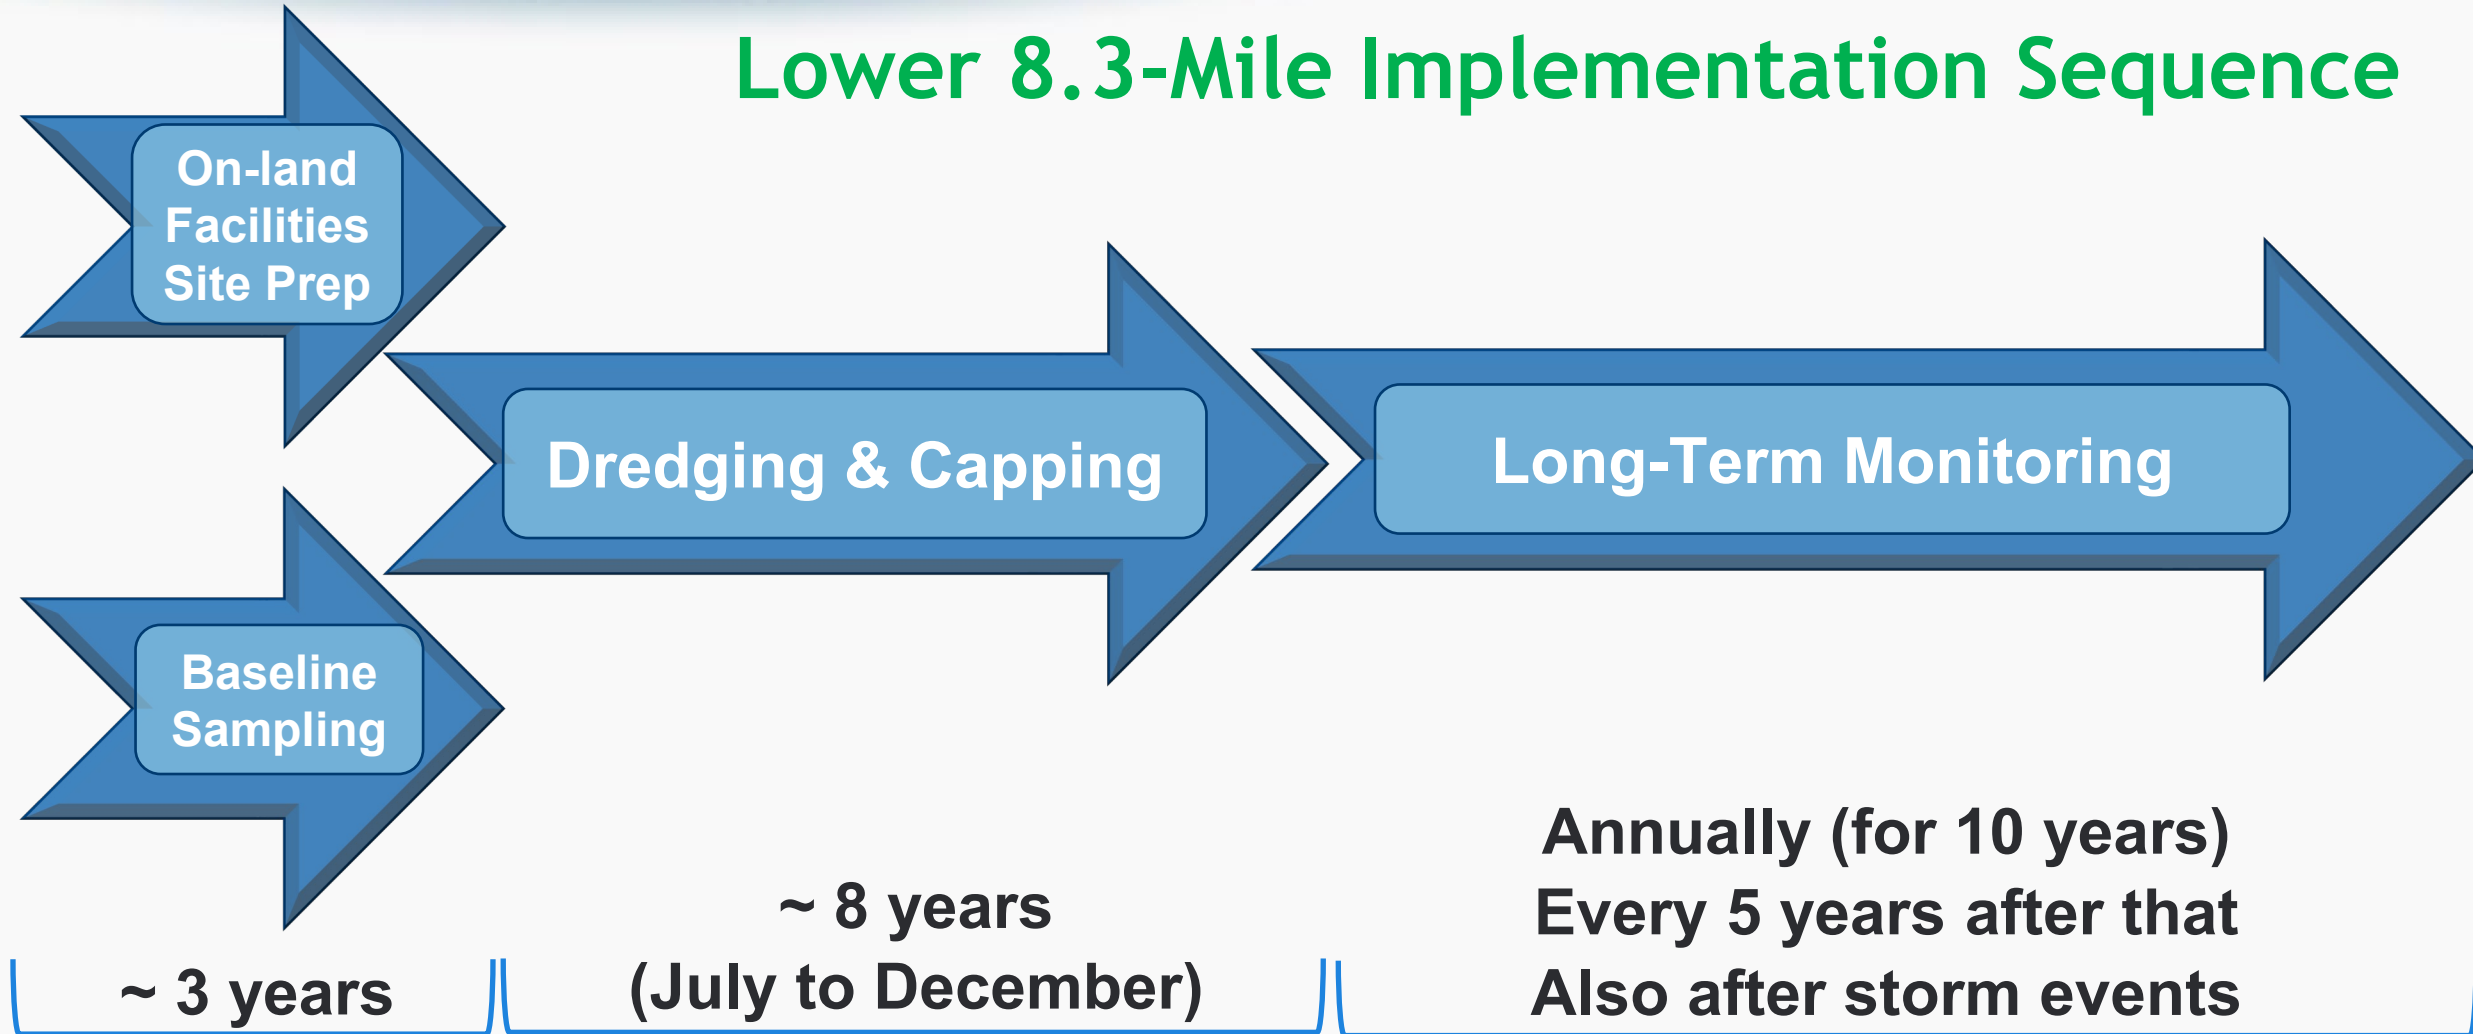 Lower 8.3-Mile Implementation Sequence
On-land
Facilities
Site Prep
Baseline
Sampling
Dredging & Capping
Long-Term Monitoring
~ 3 years
~ 8 years
(July to December)
Annually (for 10 years)
Every 5 years after that
Also after storm events